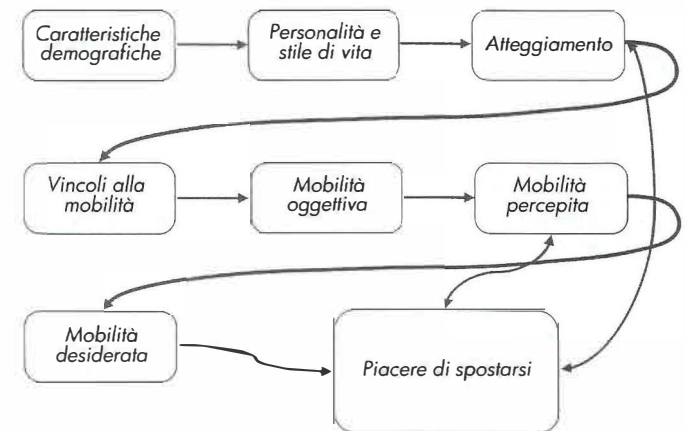 Caratteristiche
demografiche
Personalità e
stile di vita
Atteggiamento
Vincoli alla
mobilità
Mobilità
oggettiva
Mobilità
percepita
Mobilità
desiderata
Piacere di spostarsi